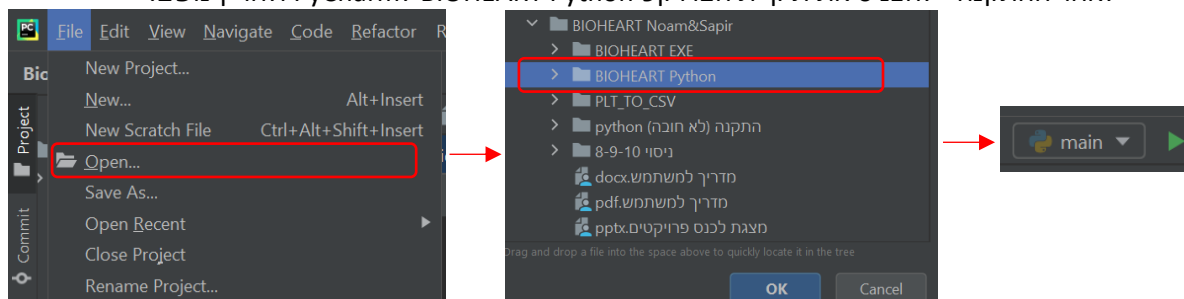 BIOHEART Python
PyCharm
File Edit View Navigate Code Refactor
New Project...
New... Alt+Insert
New Scratch File Ctrl+Alt+Shift+Insert
Open...
Save As...
Open Recent
Close Project
Rename Project...
Project
Commit
BIOHEART Noam&Sapir
BIOHEART EXE
BIOHEART Python
PLT_TO_CSV
התקנה (לא חובה) python
ניסוי 8-9-10
מדריך למשתמש.docx
מדריך למשתמש.pdf
מצגת לכנס פרויקטים.pptx
Drag and drop a file into the space above to quickly locate it in the tree
OK Cancel
main